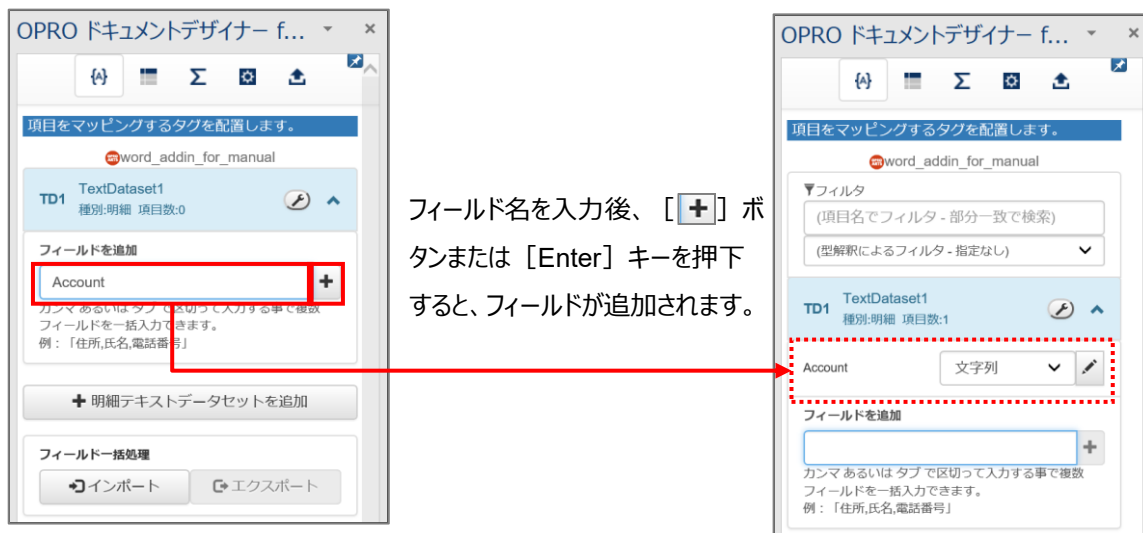 OPRO ドキュメントデザイナー f...
項目をマッピングするタグを配置します。
word_addin_for_manual
TD1 TextDataset1
種別:明細 項目数:0
フィールドを追加
Account
カンマ あるいは タブ で区切って入力する事で複数
フィールドを一括入力できます。
例：「住所,氏名,電話番号」
明細テキストデータセットを追加
フィールド一括処理
インポート エクスポート
フィールド名を入力後、［ + ］ボ
タンまたは［Enter］キーを押下
すると、フィールドが追加されます。
OPRO ドキュメントデザイナー f...
項目をマッピングするタグを配置します。
word_addin_for_manual
フィルタ
(項目名でフィルタ - 部分一致で検索)
(型解釈によるフィルタ - 指定なし)
TD1 TextDataset1
種別:明細 項目数:1
Account 文字列
フィールドを追加
カンマ あるいは タブ で区切って入力する事で複数
フィールドを一括入力できます。
例：「住所,氏名,電話番号」